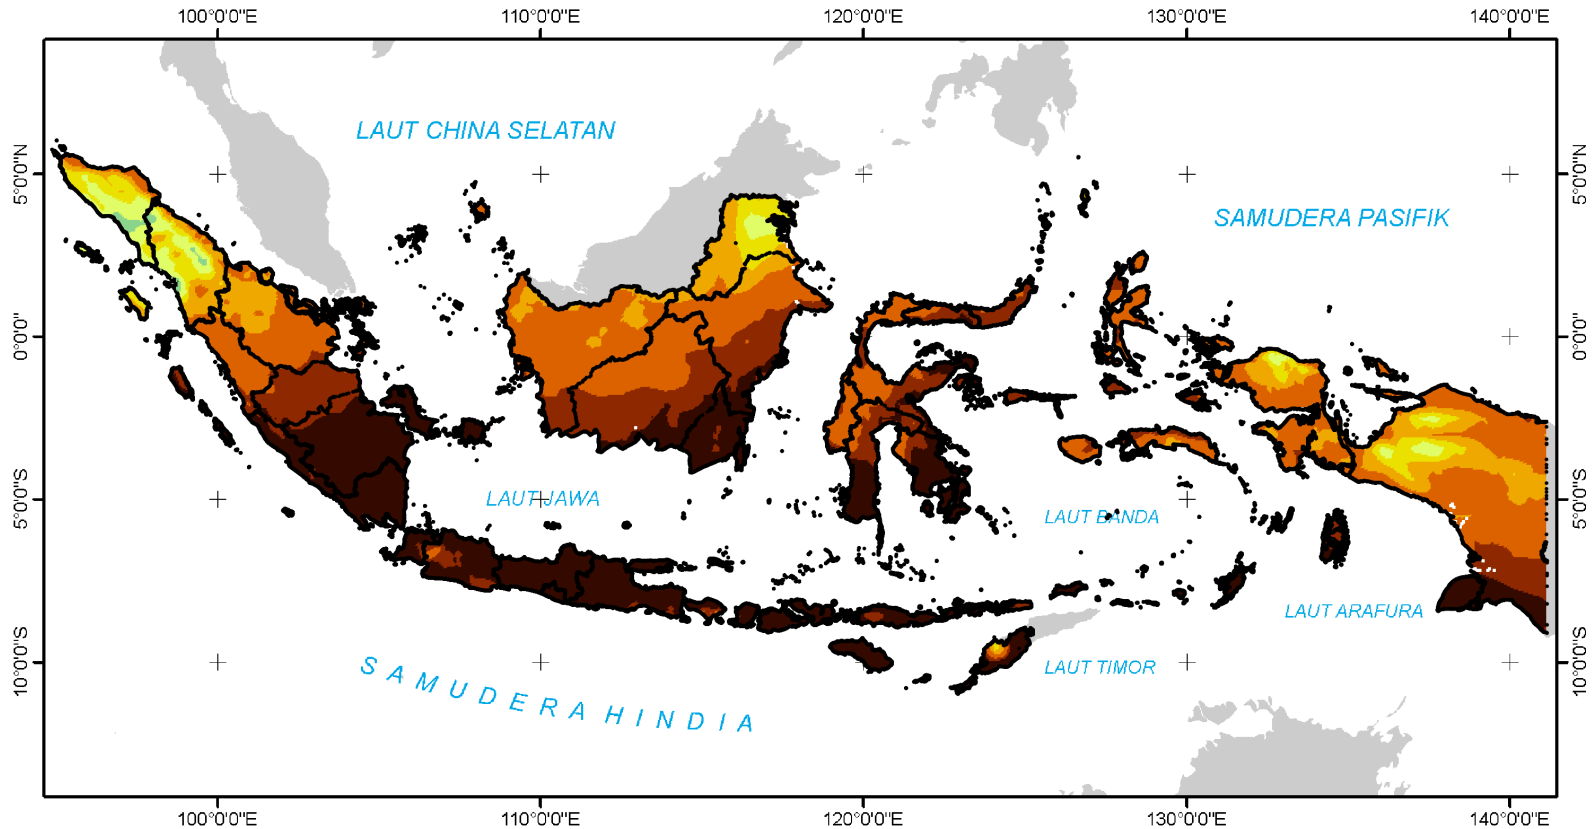 100°0'0"E 110°0'0"E 120°0'0"E 130°0'0"E 140°0'0"E
LAUT CHINA SELATAN
5°0'0"N 5°0'0"N
SAMUDERA PASIFIK
0°0'0" 0°0'0"
5°0'0"S LAUT JAWA 5°0'0"S
LAUT BANDA
LAUT ARAFURA
10°0'0"S LAUT TIMOR 10°0'0"S
SAMUDERA HINDIA
100°0'0"E 110°0'0"E 120°0'0"E 130°0'0"E 140°0'0"E